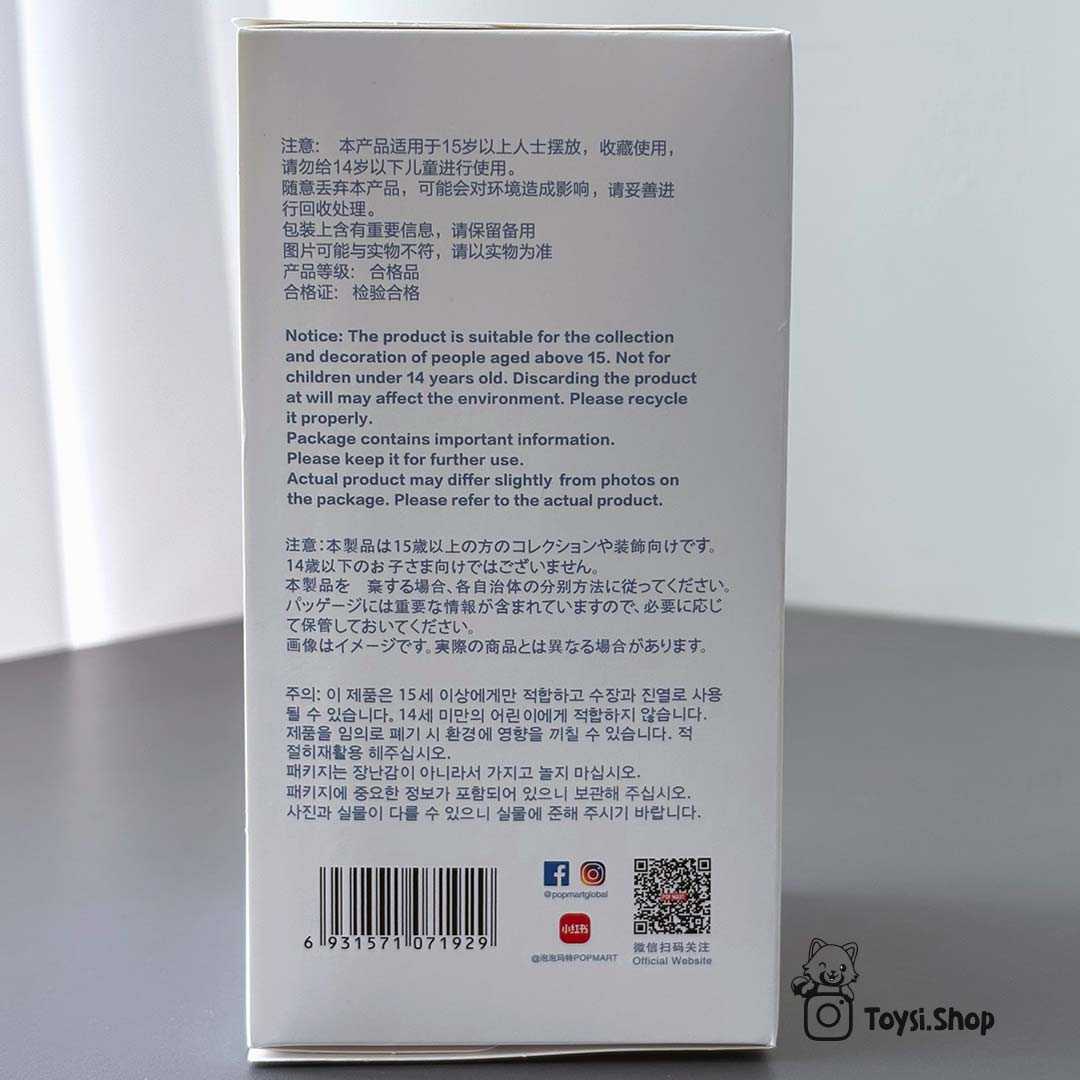 注意： 本产品适用于15岁以上人士摆放，收藏使用，
请勿给14岁以下儿童进行使用。
随意丢弃本产品，可能会对环境造成影响，请妥善进
行回收处理。
包装上含有重要信息，请保留备用
图片可能与实物不符，请以实物为准
产品等级： 合格品
合格证： 检验合格
Notice: The product is suitable for the collection
and decoration of people aged above 15. Not for
children under 14 years old. Discarding the product
at will may affect the environment. Please recycle
it properly.
Package contains important information.
Please keep it for further use.
Actual product may differ slightly from photos on
the package. Please refer to the actual product.
注意：本製品は15歳以上の方のコレクションや装飾向けです。
14歳以下のお子さま向けではございません。
本製品を 棄する場合、各自治体の分別方法に従ってください。
パッケージには重要な情報が含まれていますので、必要に応じ
て保管しておいてください。
画像はイメージです。実際の商品とは異なる場合があります。
주의: 이 제품은 15세 이상에게만 적합하고 수장과 진열로 사용
될 수 있습니다. 14세 미만의 어린이에게 적합하지 않습니다.
제품을 임의로 폐기 시 환경에 영향을 끼칠 수 있습니다. 적
절히재활용 해주십시오.
패키지는 장난감이 아니라서 가지고 놀지 마십시오.
패키지에 중요한 정보가 포함되어 있으니 보관해 주십시오.
사진과 실물이 다를 수 있으니 실물에 준해 주시기 바랍니다.
6 931571 071929
@popmartglobal
小红书
@泡泡玛特POPMART
微信扫码关注
Official Website
Toysi.Shop